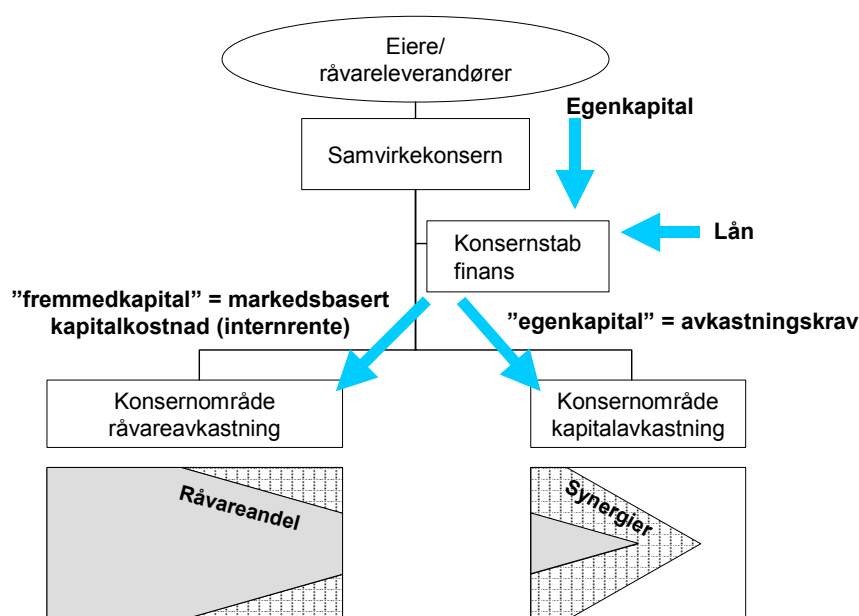 Eiere/
råvareleverandører
Egenkapital
Samvirkekonsern
Lån
Konsernstab
finans
”fremmedkapital” = markedsbasert
kapitalkostnad (internrente)
”egenkapital” = avkastningskrav
Konsernområde
råvareavkastning
Konsernområde
kapitalavkastning
Råvareandel
Synergier